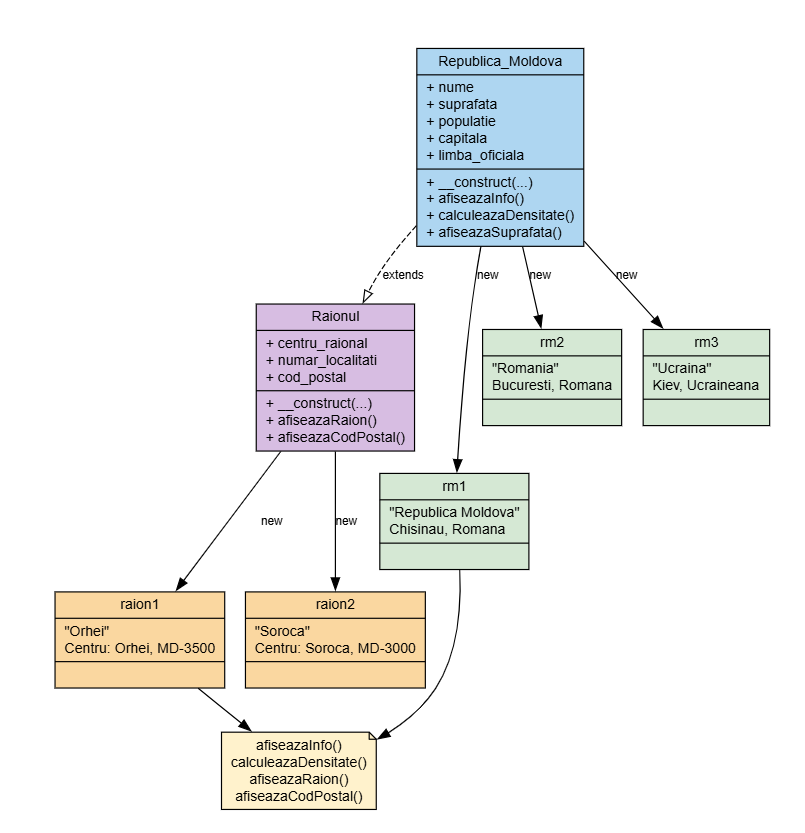 Republica_Moldova
+ nume
+ suprafata
+ populatie
+ capitala
+ limba_oficiala
+ __construct(...)
+ afiseazaInfo()
+ calculeazaDensitate()
+ afiseazaSuprafata()
extends
new
new
new
Raionul
+ centru_raional
+ numar_localitati
+ cod_postal
+ __construct(...)
+ afiseazaRaion()
+ afiseazaCodPostal()
rm2
"Romania"
Bucuresti, Romana
rm3
"Ucraina"
Kiev, Ucraineana
rm1
"Republica Moldova"
Chisinau, Romana
new
new
raion1
"Orhei"
Centru: Orhei, MD-3500
raion2
"Soroca"
Centru: Soroca, MD-3000
afiseazaInfo()
calculeazaDensitate()
afiseazaRaion()
afiseazaCodPostal()